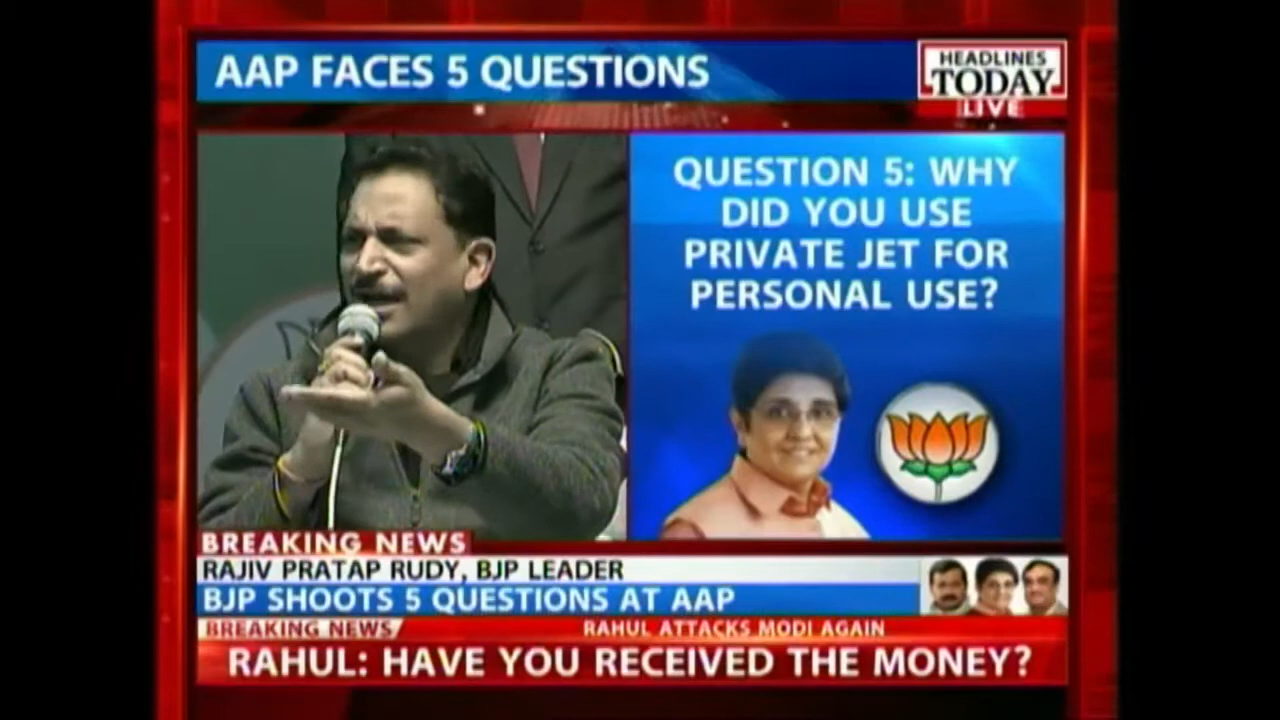 AAP FACES 5 QUESTIONS
HEADLINES
TODAY
LIVE
QUESTION 5: WHY
DID YOU USE
PRIVATE JET FOR
PERSONAL USE?
BREAKING NEWS
RAJIV PRATAP RUDY, BJP LEADER
BJP SHOOTS 5 QUESTIONS AT AAP
BREAKING NEWS RAHUL ATTACKS MODI AGAIN
RAHUL: HAVE YOU RECEIVED THE MONEY?